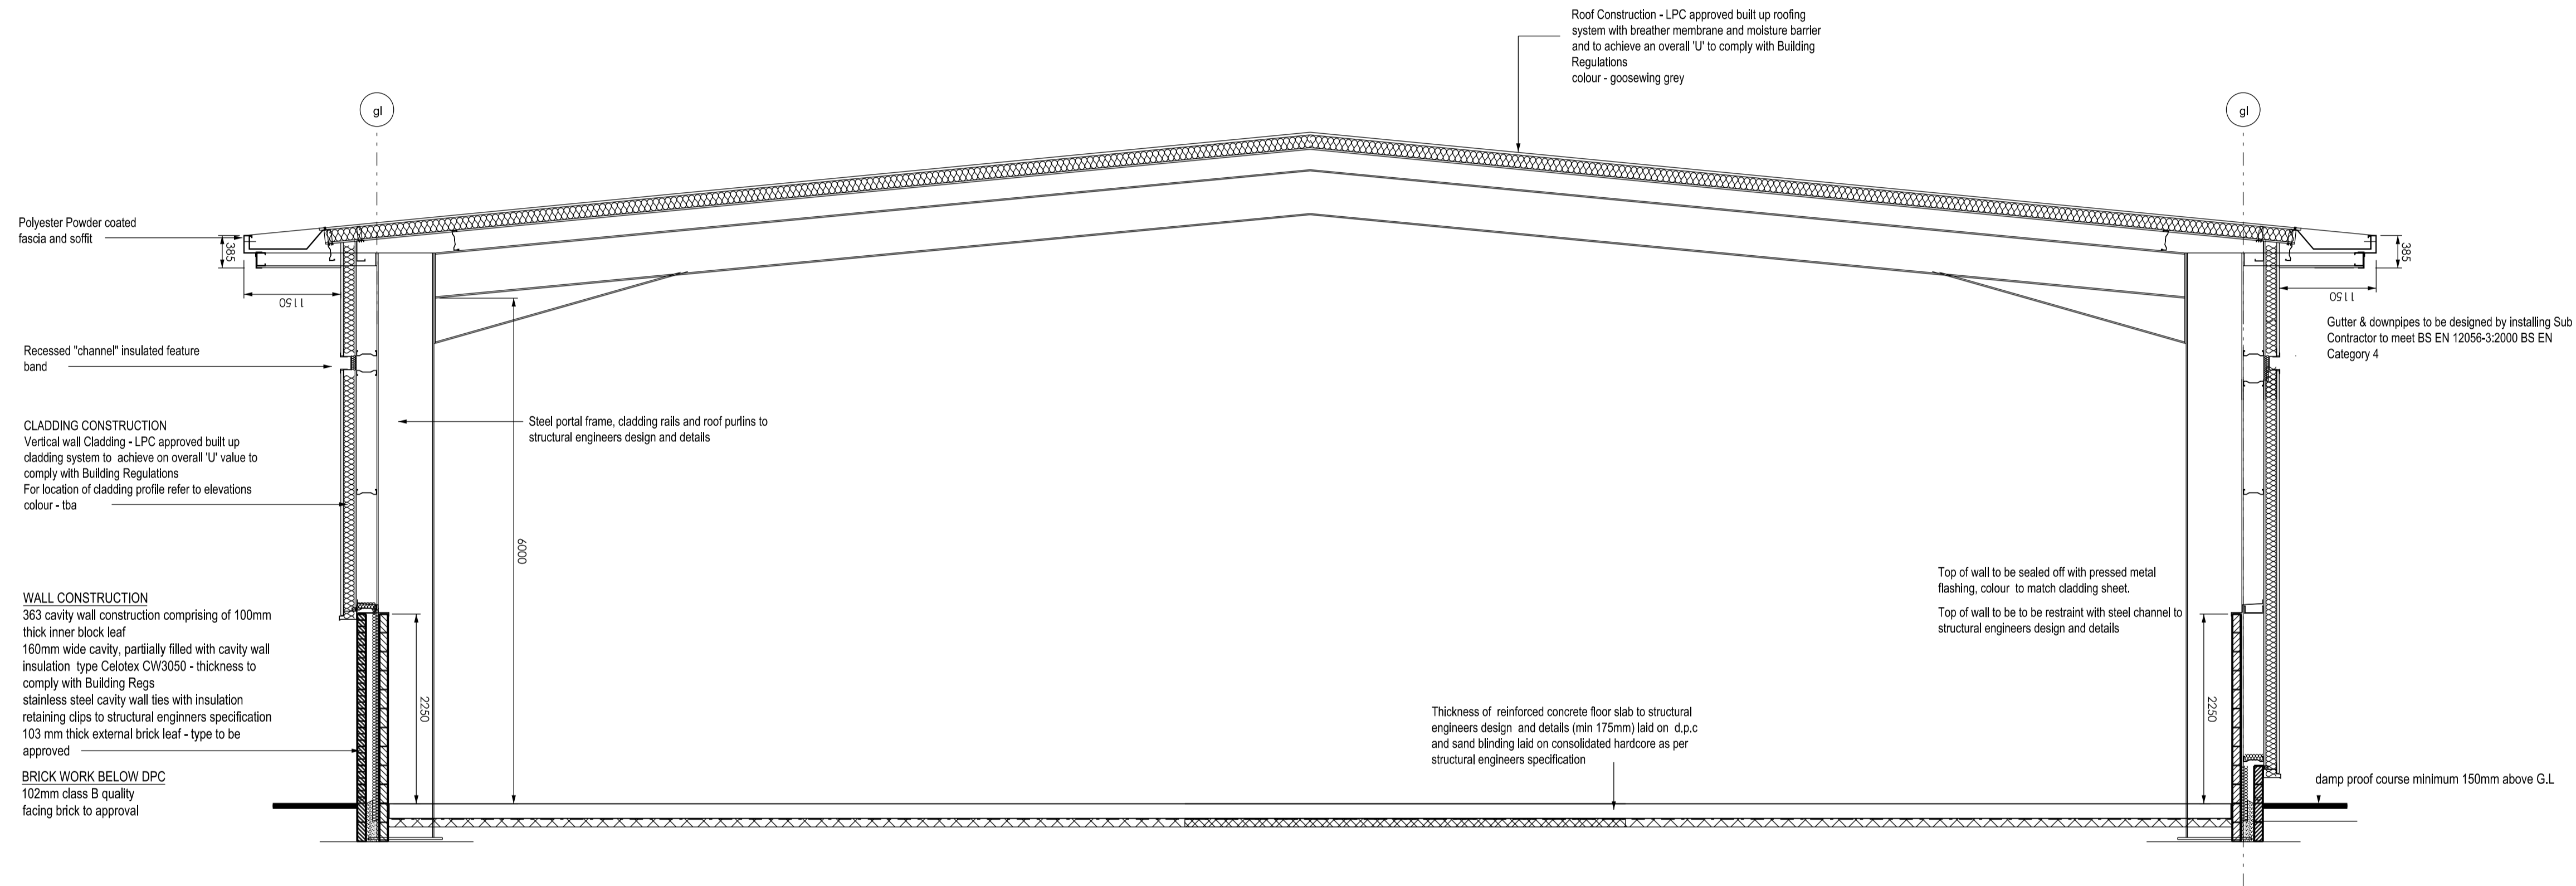 Roof Construction - LPC approved built up roofing
system with breather membrane and moisture barrier
and to achieve an overall 'U' to comply with Building
Regulations
colour - goosewing grey
gl
gl
Polyester Powder coated
fascia and soffit
385
1150
385
1150
Gutter & downpipes to be designed by installing Sub
Contractor to meet BS EN 12056-3:2000 BS EN
Category 4
Recessed "channel" insulated feature
band
CLADDING CONSTRUCTION
Vertical wall Cladding - LPC approved built up
cladding system to achieve on overall 'U' value to
comply with Building Regulations
For location of cladding profile refer to elevations
colour - tba
Steel portal frame, cladding rails and roof purlins to
structural engineers design and details
6000
WALL CONSTRUCTION
363 cavity wall construction comprising of 100mm
thick inner block leaf
160mm wide cavity, partiially filled with cavity wall
insulation type Celotex CW3050 - thickness to
comply with Building Regs
stainless steel cavity wall ties with insulation
retaining clips to structural enginners specification
103 mm thick external brick leaf - type to be
approved
BRICK WORK BELOW DPC
102mm class B quality
facing brick to approval
2250
Top of wall to be sealed off with pressed metal
flashing, colour to match cladding sheet.
Top of wall to be to be restraint with steel channel to
structural engineers design and details
2250
Thickness of reinforced concrete floor slab to structural
engineers design and details (min 175mm) laid on d.p.c
and sand blinding laid on consolidated hardcore as per
structural engineers specification
damp proof course minimum 150mm above G.L